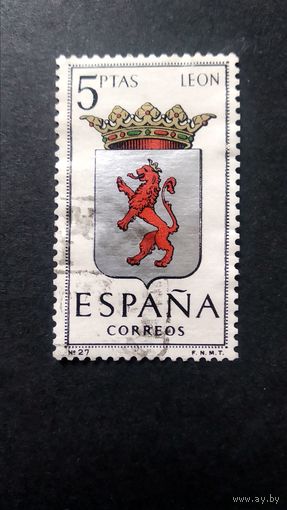 5 PTAS LEON
ESPAÑA
CORREOS
Nº 27 F.N.M.T.
www.ay.by